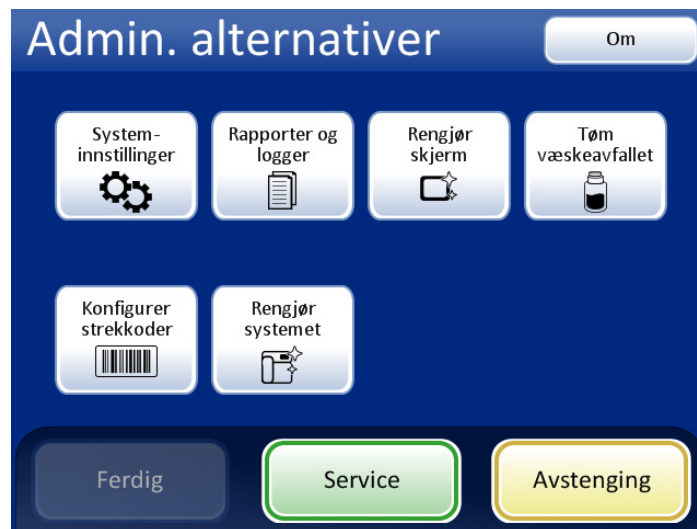 Admin. alternativer
Om
System-
innstillinger
Rapporter og
logger
Rengjør
skjerm
Tøm
væskeavfallet
Konfigurer
strekkoder
Rengjør
systemet
Ferdig
Service
Avstenging